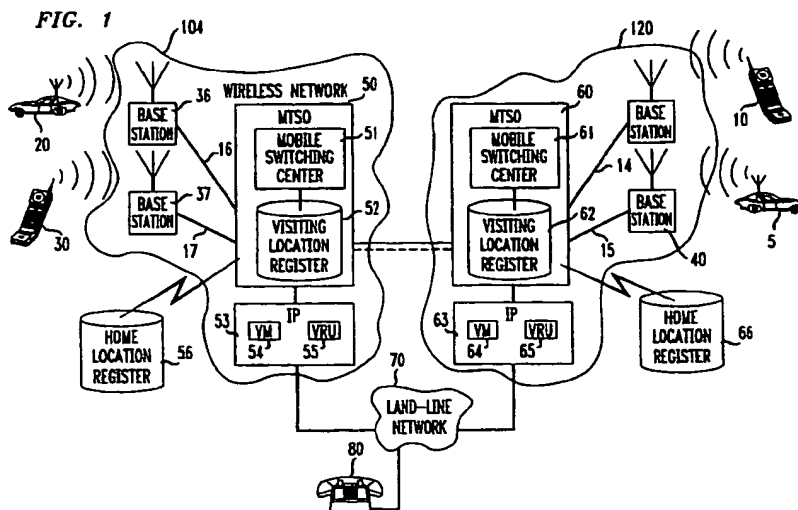 FIG. 1
104
120
WIRELESS NETWORK
50
MTSO
51
MOBILE
SWITCHING
CENTER
52
VISITING
LOCATION
REGISTER
36
BASE
STATION
16
37
BASE
STATION
17
20
30
HOME
LOCATION
REGISTER
56
53
IP
VM
54
VRU
55
60
MTSO
61
MOBILE
SWITCHING
CENTER
62
VISITING
LOCATION
REGISTER
BASE
STATION
14
BASE
STATION
15
40
10
5
HOME
LOCATION
REGISTER
66
63
IP
VM
64
VRU
65
70
LAND-LINE
NETWORK
80